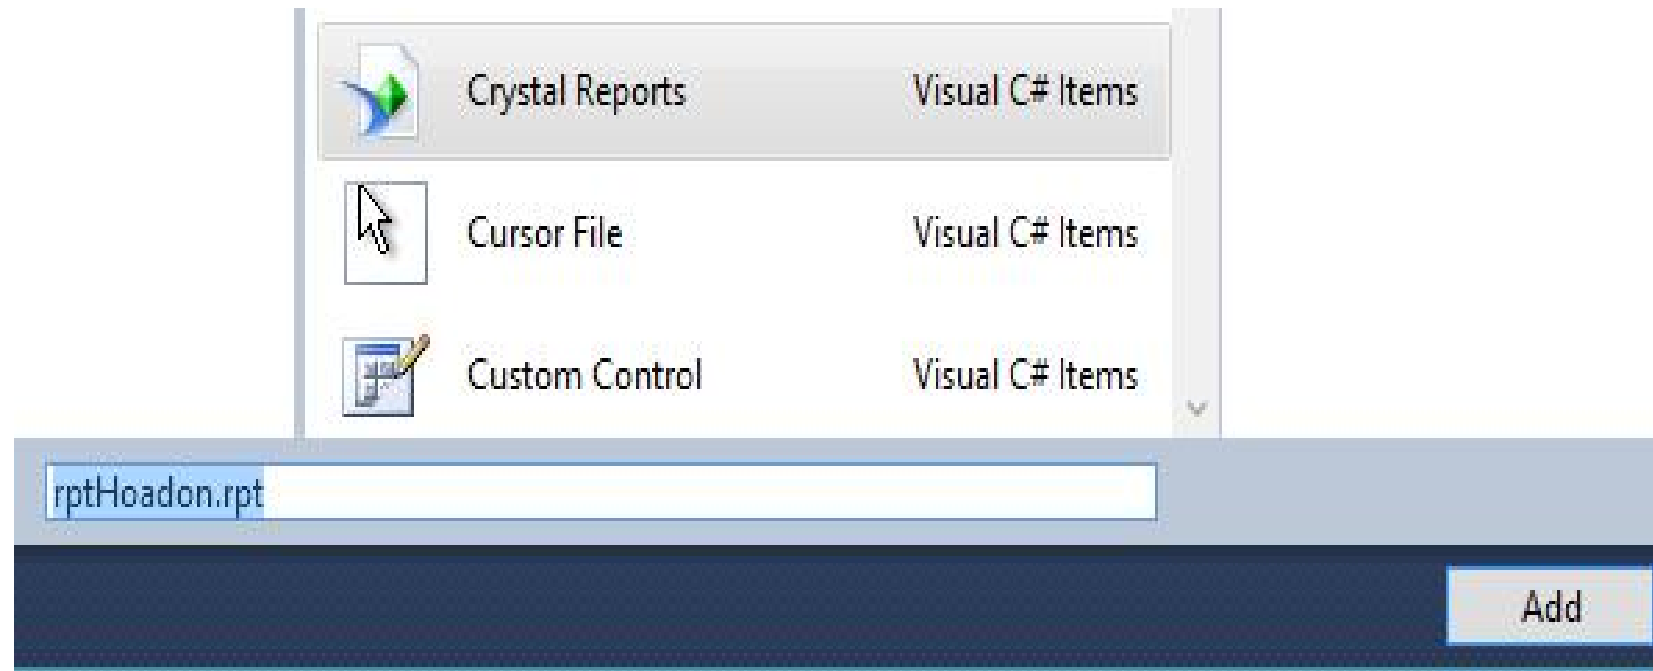 Crystal Reports Visual C# Items
Cursor File Visual C# Items
Custom Control Visual C# Items
rptHoadon.rpt
Add